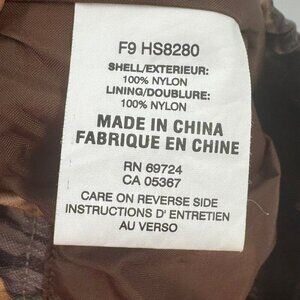 F9 HS8280
SHELL/EXTERIEUR:
100% NYLON
LINING/DOUBLURE:
100% NYLON
MADE IN CHINA
FABRIQUE EN CHINE
RN 69724
CA 05367
CARE ON REVERSE SIDE
INSTRUCTIONS D' ENTRETIEN
AU VERSO